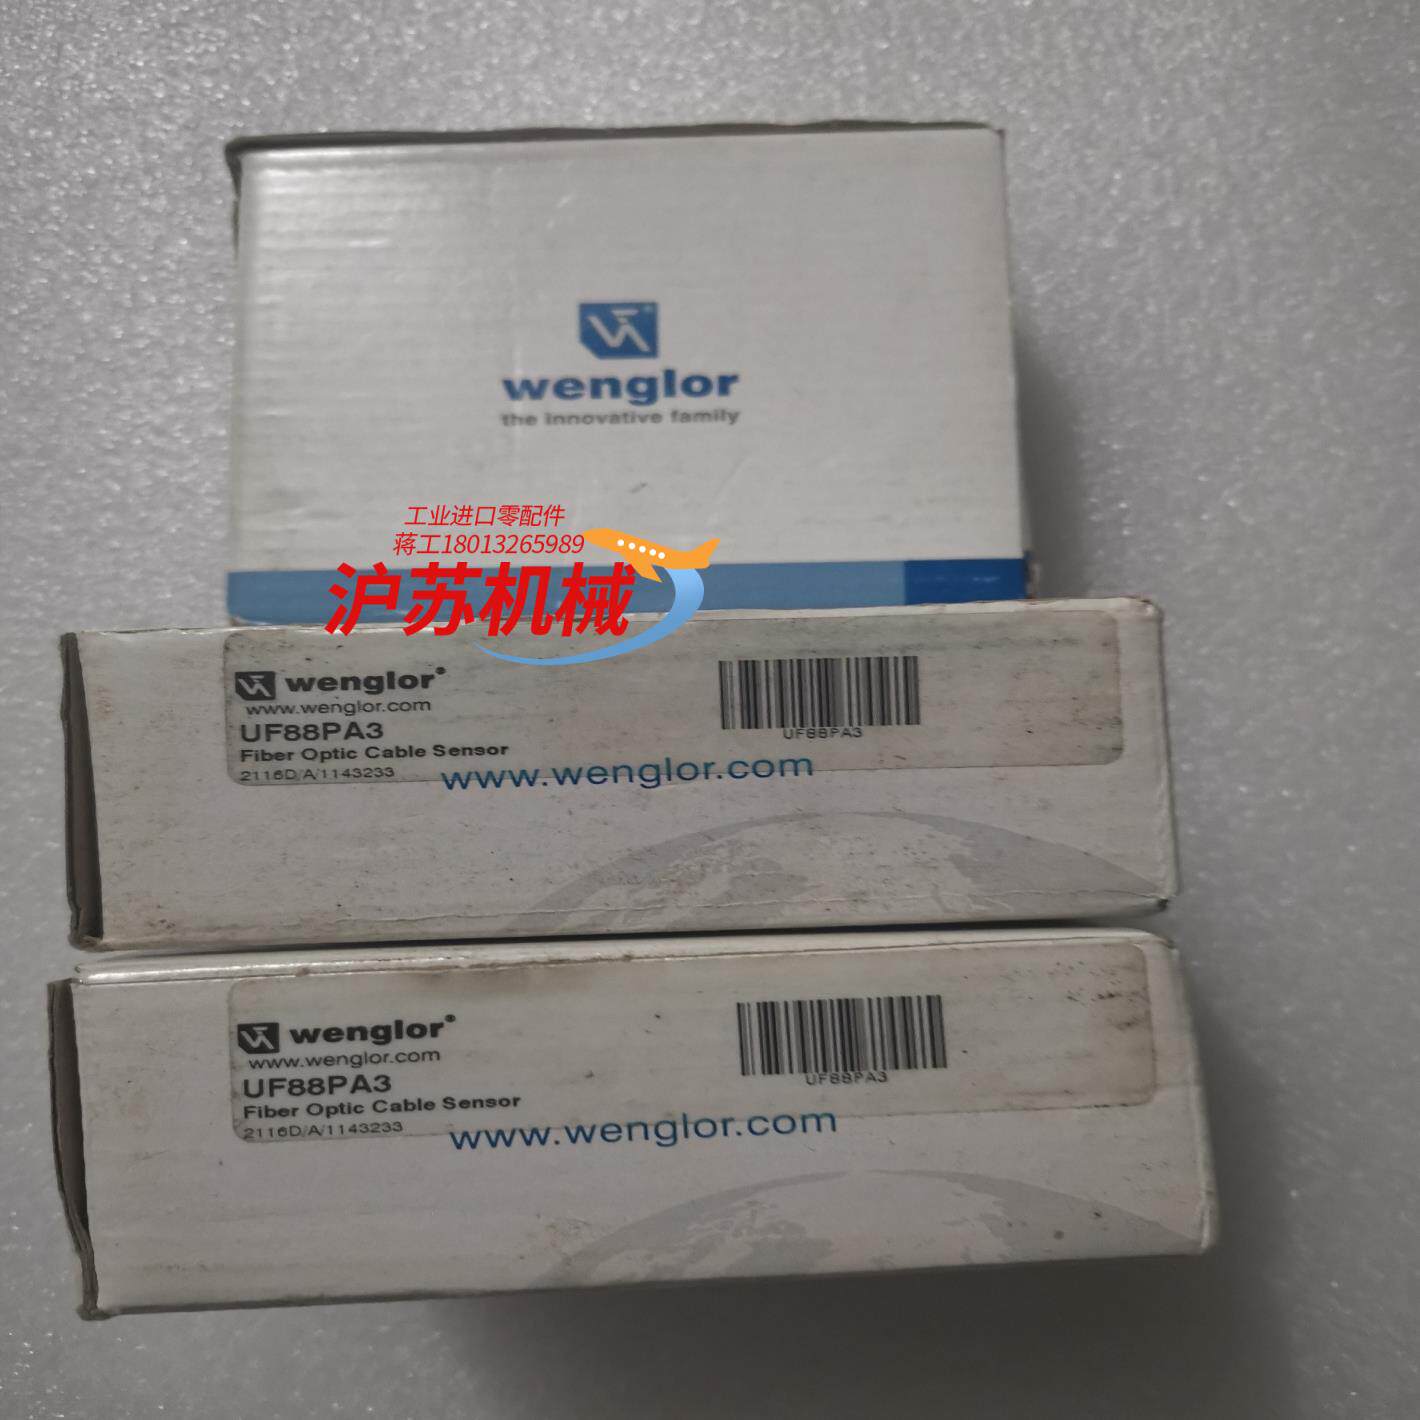 wenglor
the innovative family
工业进口零配件
蒋工18013265989
沪苏机械
wenglor®
www.wenglor.com
UF88PA3
Fiber Optic Cable Sensor
2116D/A/1143233
UF88PA3
www.wenglor.com
wenglor®
www.wenglor.com
UF88PA3
Fiber Optic Cable Sensor
2116D/A/1143233
UF88PA3
www.wenglor.com